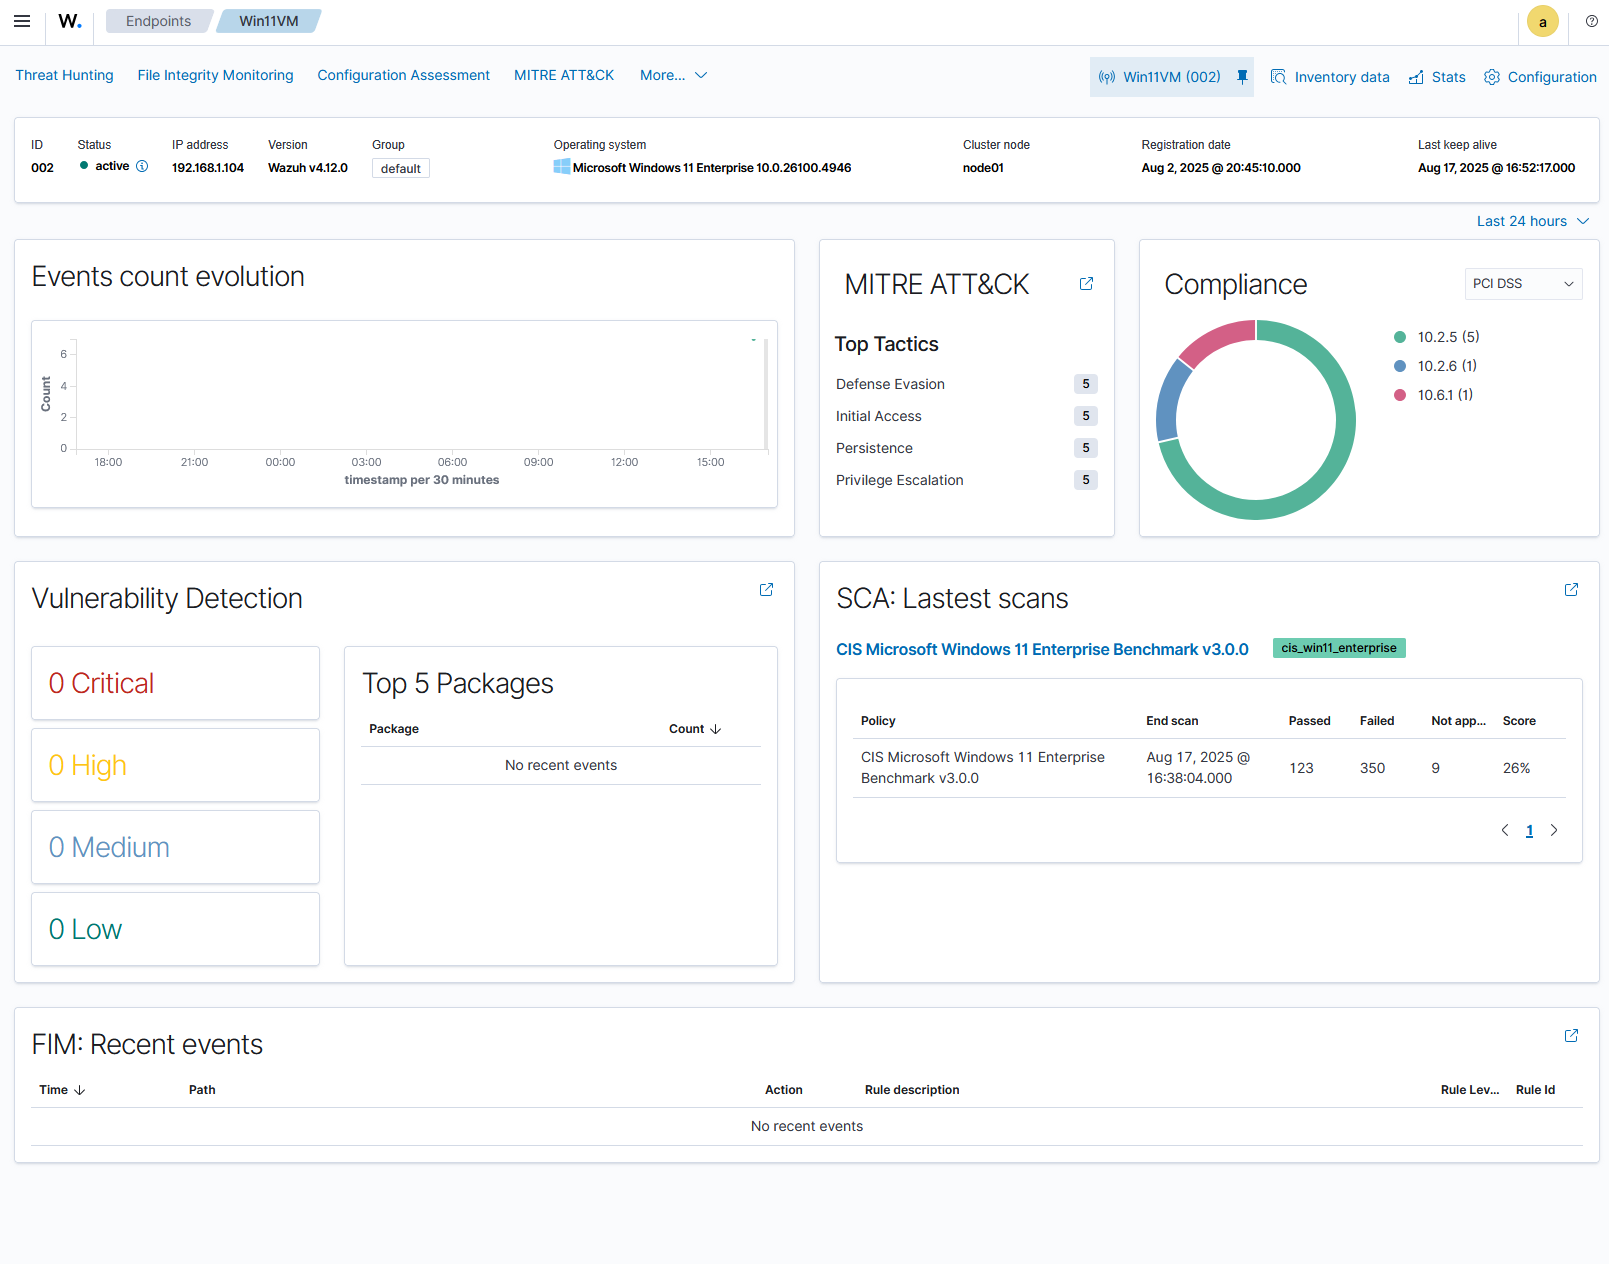 W.
Endpoints
Win11VM
a
Threat Hunting
File Integrity Monitoring
Configuration Assessment
MITRE ATT&CK
More...
Win11VM (002)
Inventory data
Stats
Configuration
ID
Status
IP address
Version
Group
Operating system
Cluster node
Registration date
Last keep alive
002
active
192.168.1.104
Wazuh v4.12.0
default
Microsoft Windows 11 Enterprise 10.0.26100.4946
node01
Aug 2, 2025 @ 20:45:10.000
Aug 17, 2025 @ 16:52:17.000
Last 24 hours
Events count evolution
Count
6
4
2
0
18:00
21:00
00:00
03:00
06:00
09:00
12:00
15:00
timestamp per 30 minutes
MITRE ATT&CK
Top Tactics
Defense Evasion 5
Initial Access 5
Persistence 5
Privilege Escalation 5
Compliance
PCI DSS
10.2.5 (5)
10.2.6 (1)
10.6.1 (1)
Vulnerability Detection
0 Critical
0 High
0 Medium
0 Low
Top 5 Packages
Package
Count
No recent events
SCA: Lastest scans
CIS Microsoft Windows 11 Enterprise Benchmark v3.0.0
cis_win11_enterprise
Policy
End scan
Passed
Failed
Not app...
Score
CIS Microsoft Windows 11 Enterprise
Benchmark v3.0.0
Aug 17, 2025 @
16:38:04.000
123
350
9
26%
1
FIM: Recent events
Time
Path
Action
Rule description
Rule Lev...
Rule Id
No recent events